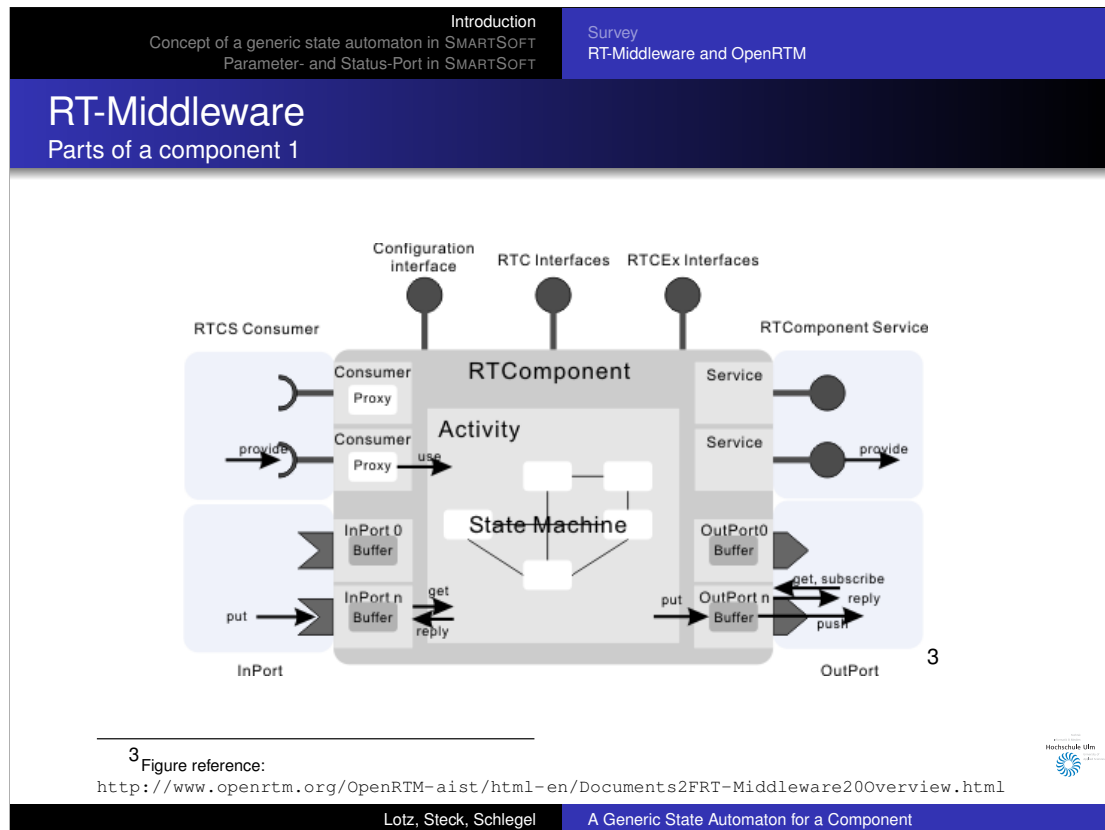 Introduction
Concept of a generic state automaton in SMARTSOFT
Parameter- and Status-Port in SMARTSOFT
Survey
RT-Middleware and OpenRTM
RT-Middleware
Parts of a component 1
Configuration
interface
RTC Interfaces
RTCEx Interfaces
RTCS Consumer
RTComponent Service
Consumer
Proxy
RTComponent
Service
Activity
Consumer
Proxy
provide
use
Service
provide
State Machine
InPort 0
Buffer
OutPort0
Buffer
InPort n
Buffer
put
get
reply
put
OutPort n
Buffer
get, subscribe
reply
push
InPort
OutPort
3
3 Figure reference:
http://www.openrtm.org/OpenRTM-aist/html-en/Documents2FRT-Middleware20Overview.html
Hochschule Ulm
Lotz, Steck, Schlegel
A Generic State Automaton for a Component